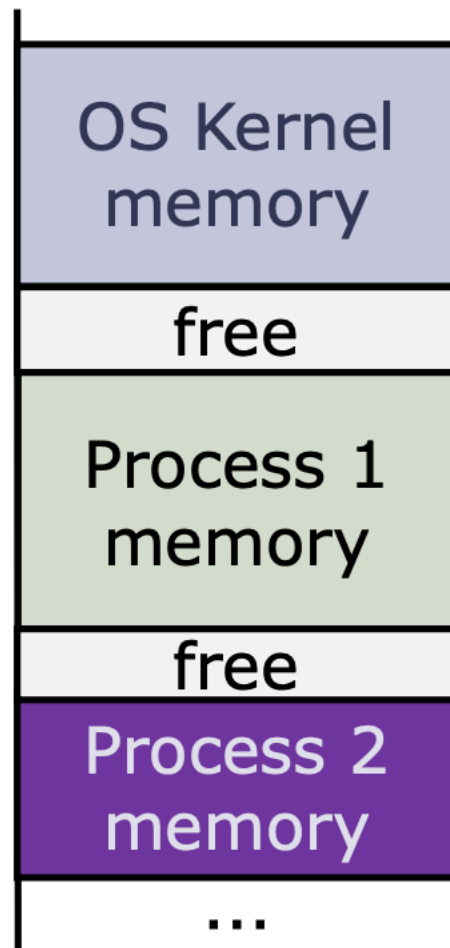 OS Kernel
memory
free
Process 1
memory
free
Process 2
memory
...